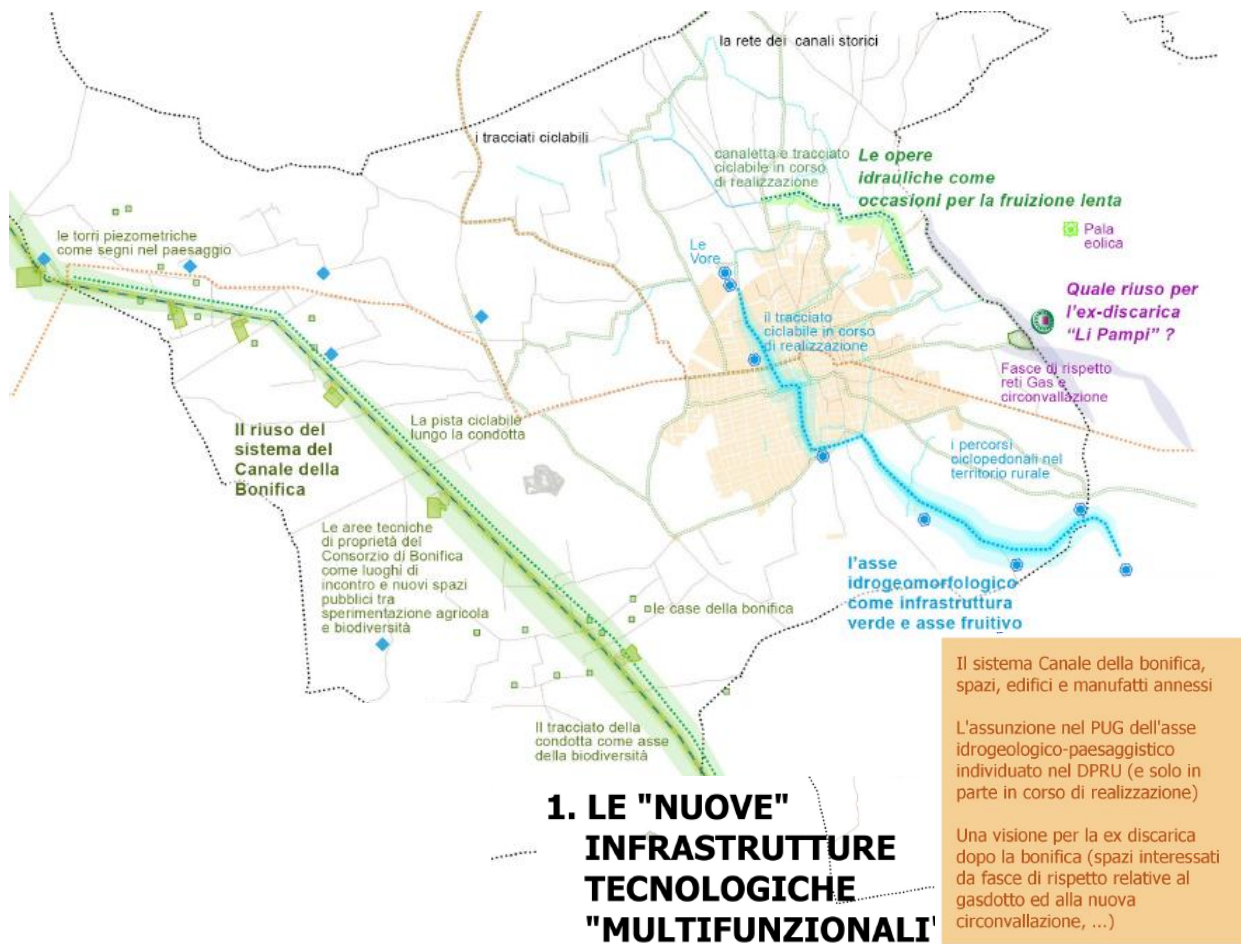 la rete dei canali storici
i tracciati ciclabili
canaletta e tracciato
ciclabile in corso
di realizzazione
Le opere
idrauliche come
occasioni per la fruizione lenta
Pala
eolica
le torri piezometriche
come segni nel paesaggio
Le
Vore
Quale riuso per
l'ex-discarica
"Li Pampi" ?
il tracciato
ciclabile in corso
di realizzazione
Fasce di rispetto
reti Gas e
circonvallazione
Il riuso del
sistema del
Canale della
Bonifica
La pista ciclabile
lungo la condotta
i percorsi
ciclopedonali nel
territorio rurale
Le aree tecniche
di proprietà del
Consorzio di Bonifica
come luoghi di
incontro e nuovi spazi
pubblici tra
sperimentazione agricola
e biodiversità
le case della bonifica
l'asse
idrogeomorfologico
come infrastruttura
verde e asse fruitivo
Il tracciato della
condotta come asse
della biodiversità
Il sistema Canale della bonifica,
spazi, edifici e manufatti annessi
L'assunzione nel PUG dell'asse
idrogeologico-paesaggistico
individuato nel DPRU (e solo in
parte in corso di realizzazione)
Una visione per la ex discarica
dopo la bonifica (spazi interessati
da fasce di rispetto relative al
gasdotto ed alla nuova
circonvallazione, ...)
1. LE "NUOVE"
INFRASTRUTTURE
TECNOLOGICHE
"MULTIFUNZIONALI"